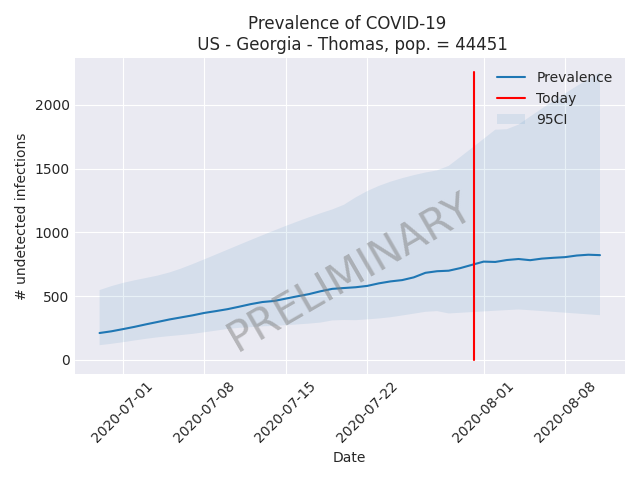 Prevalence of COVID-19
US - Georgia - Thomas, pop. = 44451
# undetected infections
2000
1500
1000
500
0
Prevalence
Today
95CI
PRELIMINARY
2020-07-01
2020-07-08
2020-07-15
2020-07-22
2020-08-01
2020-08-08
Date